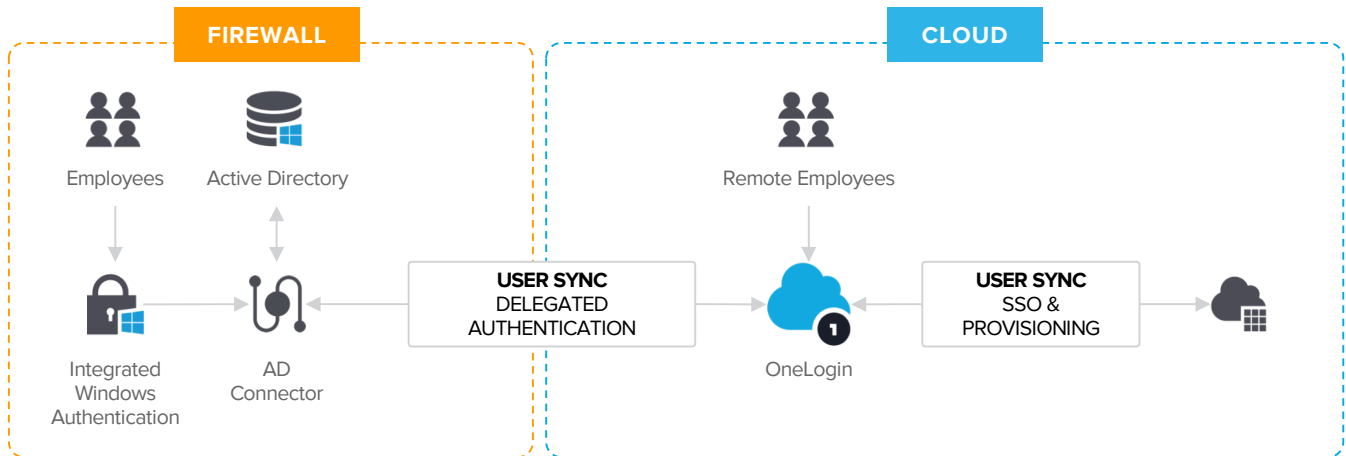 FIREWALL
CLOUD
Employees
Active Directory
Remote Employees
USER SYNC
DELEGATED
AUTHENTICATION
USER SYNC
SSO &
PROVISIONING
1
Integrated
Windows
Authentication
AD
Connector
OneLogin